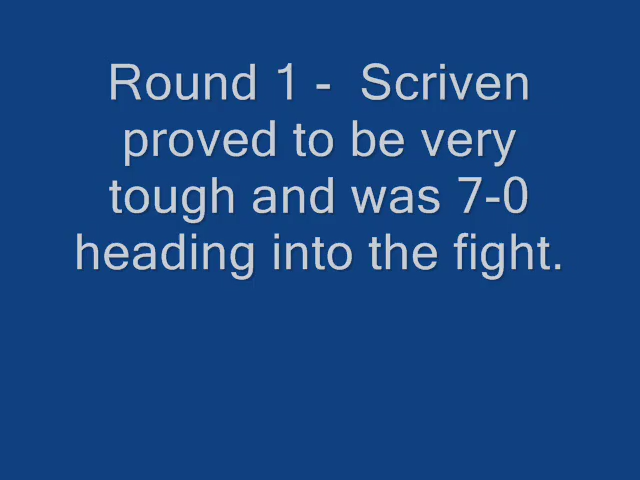 Round 1 -  Scriven
proved to be very
tough and was 7-0
heading into the fight.